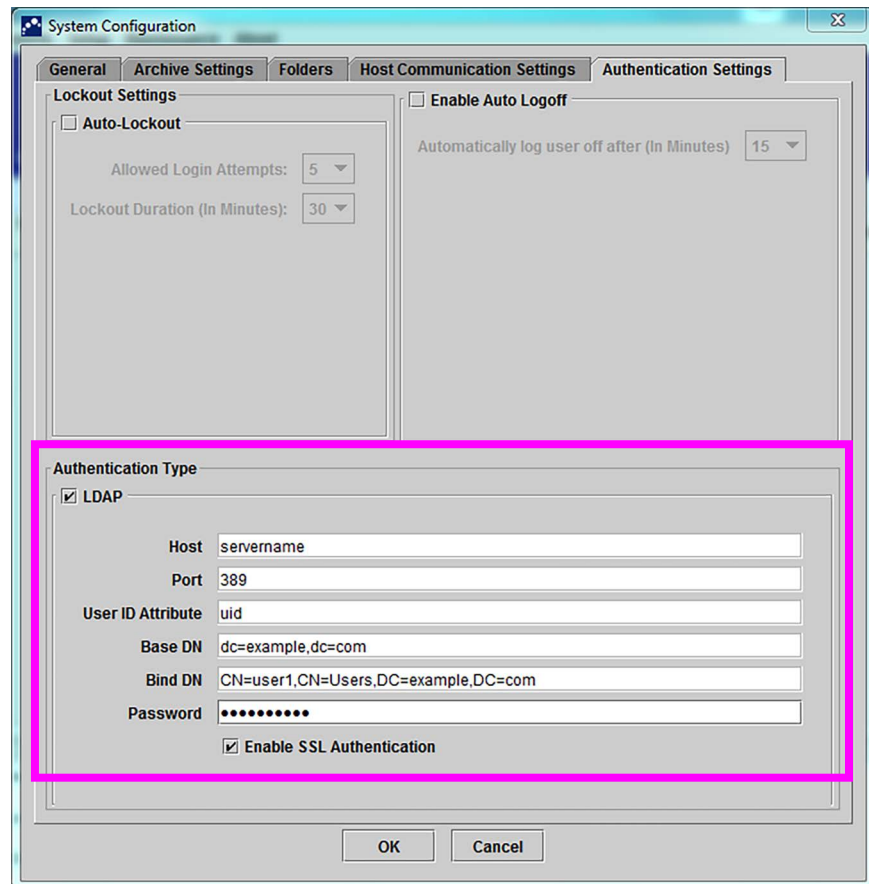 System Configuration
General Archive Settings Folders Host Communication Settings Authentication Settings
Lockout Settings
Auto-Lockout
Allowed Login Attempts: 5
Lockout Duration (In Minutes): 30
Enable Auto Logoff
Automatically log user off after (In Minutes) 15
Authentication Type
LDAP
Host servername
Port 389
User ID Attribute uid
Base DN dc=example,dc=com
Bind DN CN=user1,CN=Users,DC=example,DC=com
Password ●●●●●●●●●●
Enable SSL Authentication
OK Cancel